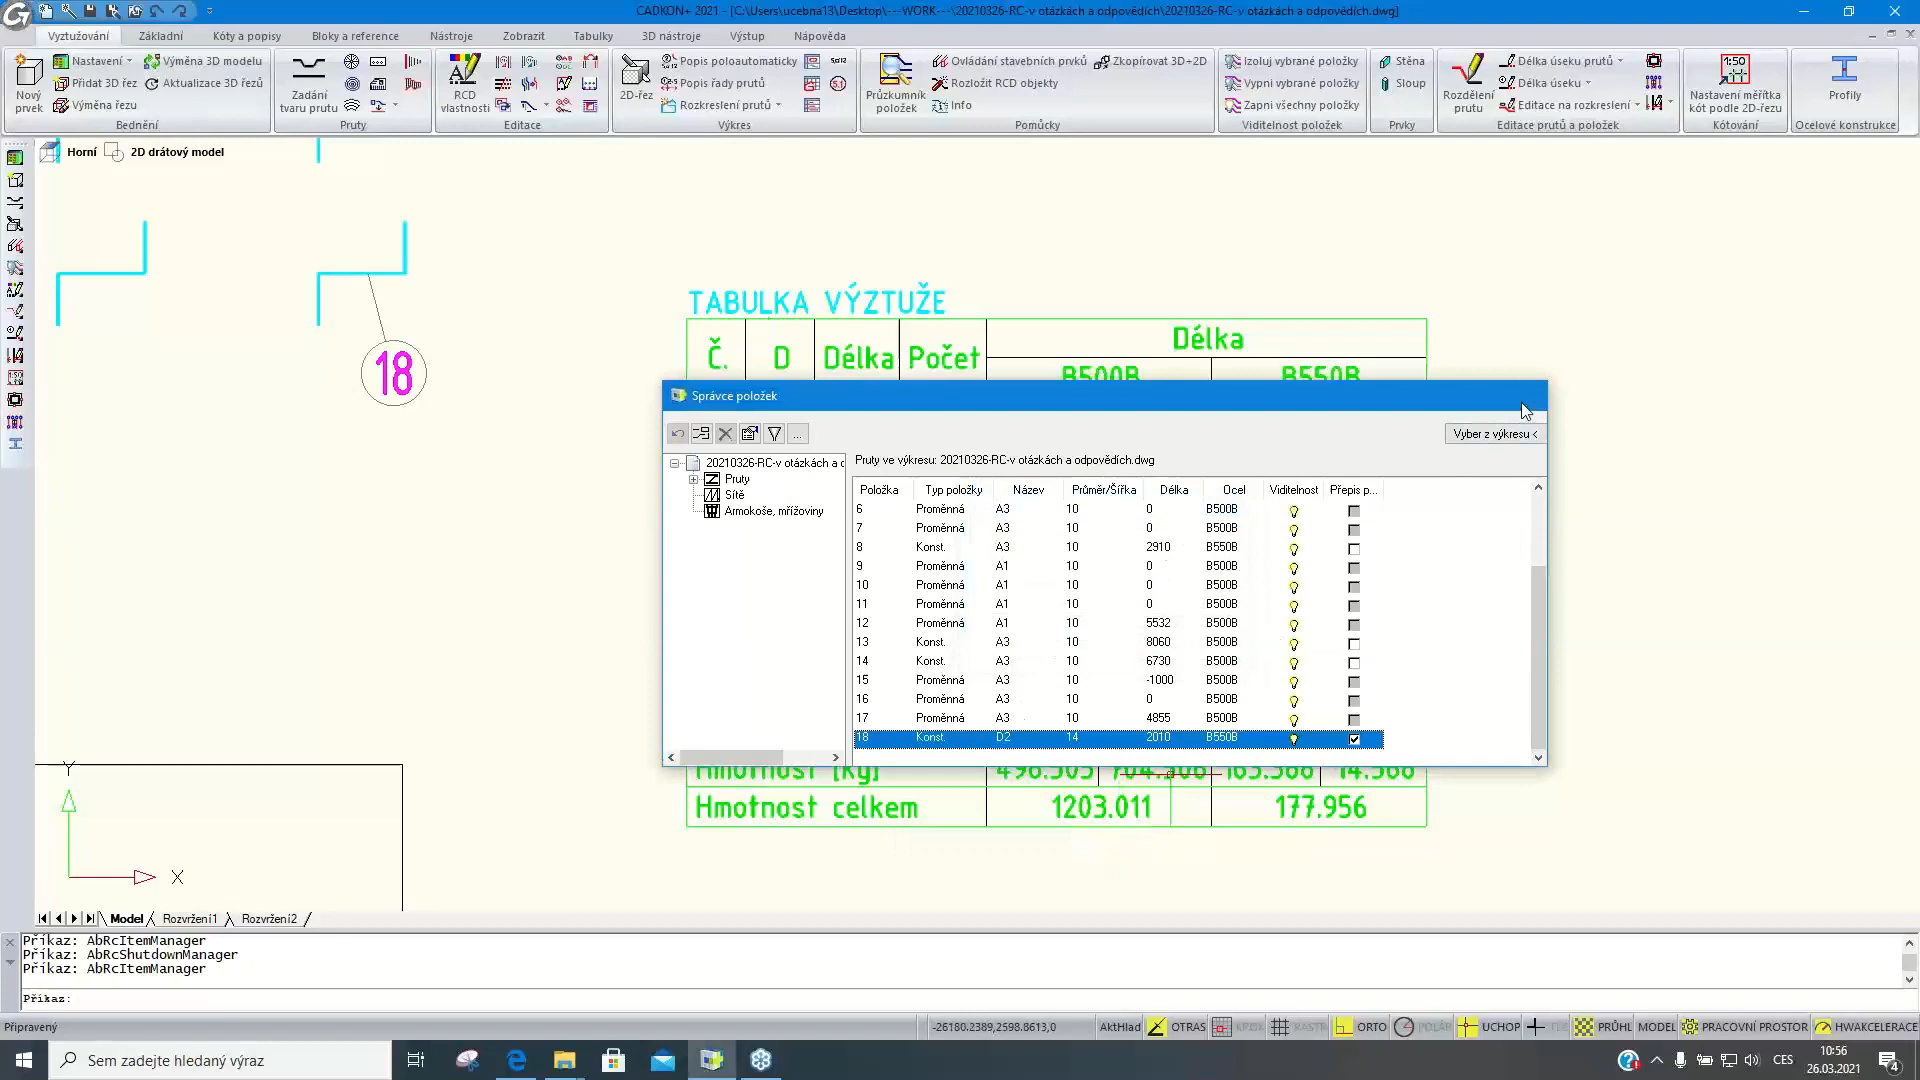 CADKON+ 2021 - [C:\Users\ucebna13\Desktop\---WORK---\20210326-RC-v otázkách a odpovědích\20210326-RC-v otázkách a odpovědích.dwg]
Vyztužování Základní Kóty a popisy Bloky a reference Nástroje Zobrazit Tabulky 3D nástroje Výstup Nápověda
Nový prvek
Nastavení
Výměna 3D modelu
Přidat 3D řez
Aktualizace 3D řezů
Výměna řezu
Bednění
Zadání tvaru prutu
Pruty
RCD vlastnosti
Editace
2D-řez
Popis poloautomaticky
Popis řady prutů
Rozkreslení prutů
Výkres
Průzkumník položek
Ovládání stavebních prvků
Zkopírovat 3D+2D
Rozložit RCD objekty
Info
Pomůcky
Izoluj vybrané položky
Vypni vybrané položky
Zapni všechny položky
Viditelnost položek
Stěna
Sloup
Prvky
Rozdělení prutu
Délka úseku prutů
Délka úseku
Editace na rozkreslení
Editace prutů a položek
1:50
Nastavení měřítka kót podle 2D-řezu
Kótování
Profily
Ocelové konstrukce
Horní 2D drátový model
18
TABULKA VÝZTUŽE
Č. D Délka Počet Délka
B500B B550B
Správce položek
...
Vyber z výkresu <
20210326-RC-v otázkách a o
Pruty
Sítě
Armokoše, mřížoviny
Pruty ve výkresu: 20210326-RC-v otázkách a odpovědích.dwg
Položka Typ položky Název Průměr/Šířka Délka Ocel Viditelnost Přepis p...
6 Proměnná A3 10 0 B500B
7 Proměnná A3 10 0 B500B
8 Konst. A3 10 2910 B550B
9 Proměnná A1 10 0 B500B
10 Proměnná A1 10 0 B500B
11 Proměnná A1 10 0 B500B
12 Proměnná A1 10 5532 B500B
13 Konst. A3 10 8060 B500B
14 Konst. A3 10 6730 B500B
15 Proměnná A3 10 -1000 B500B
16 Proměnná A3 10 0 B500B
17 Proměnná A3 10 4855 B500B
18 Konst. D2 14 2010 B550B
Hmotnost [kg]
Hmotnost celkem 1203.011 177.956
Y
X
Model Rozvržení1 Rozvržení2
Příkaz: AbRcItemManager
Příkaz: AbRcShutdownManager
Příkaz: AbRcItemManager
Příkaz:
Připravený
-26180.2389,2598.8613,0 AktHlad OTRAS KROK RASTR ORTO POLÁR UCHOP PRŮHL MODEL PRACOVNÍ PROSTOR HWAKCELERACE
Sem zadejte hledaný výraz
CES
10:56
26.03.2021
4